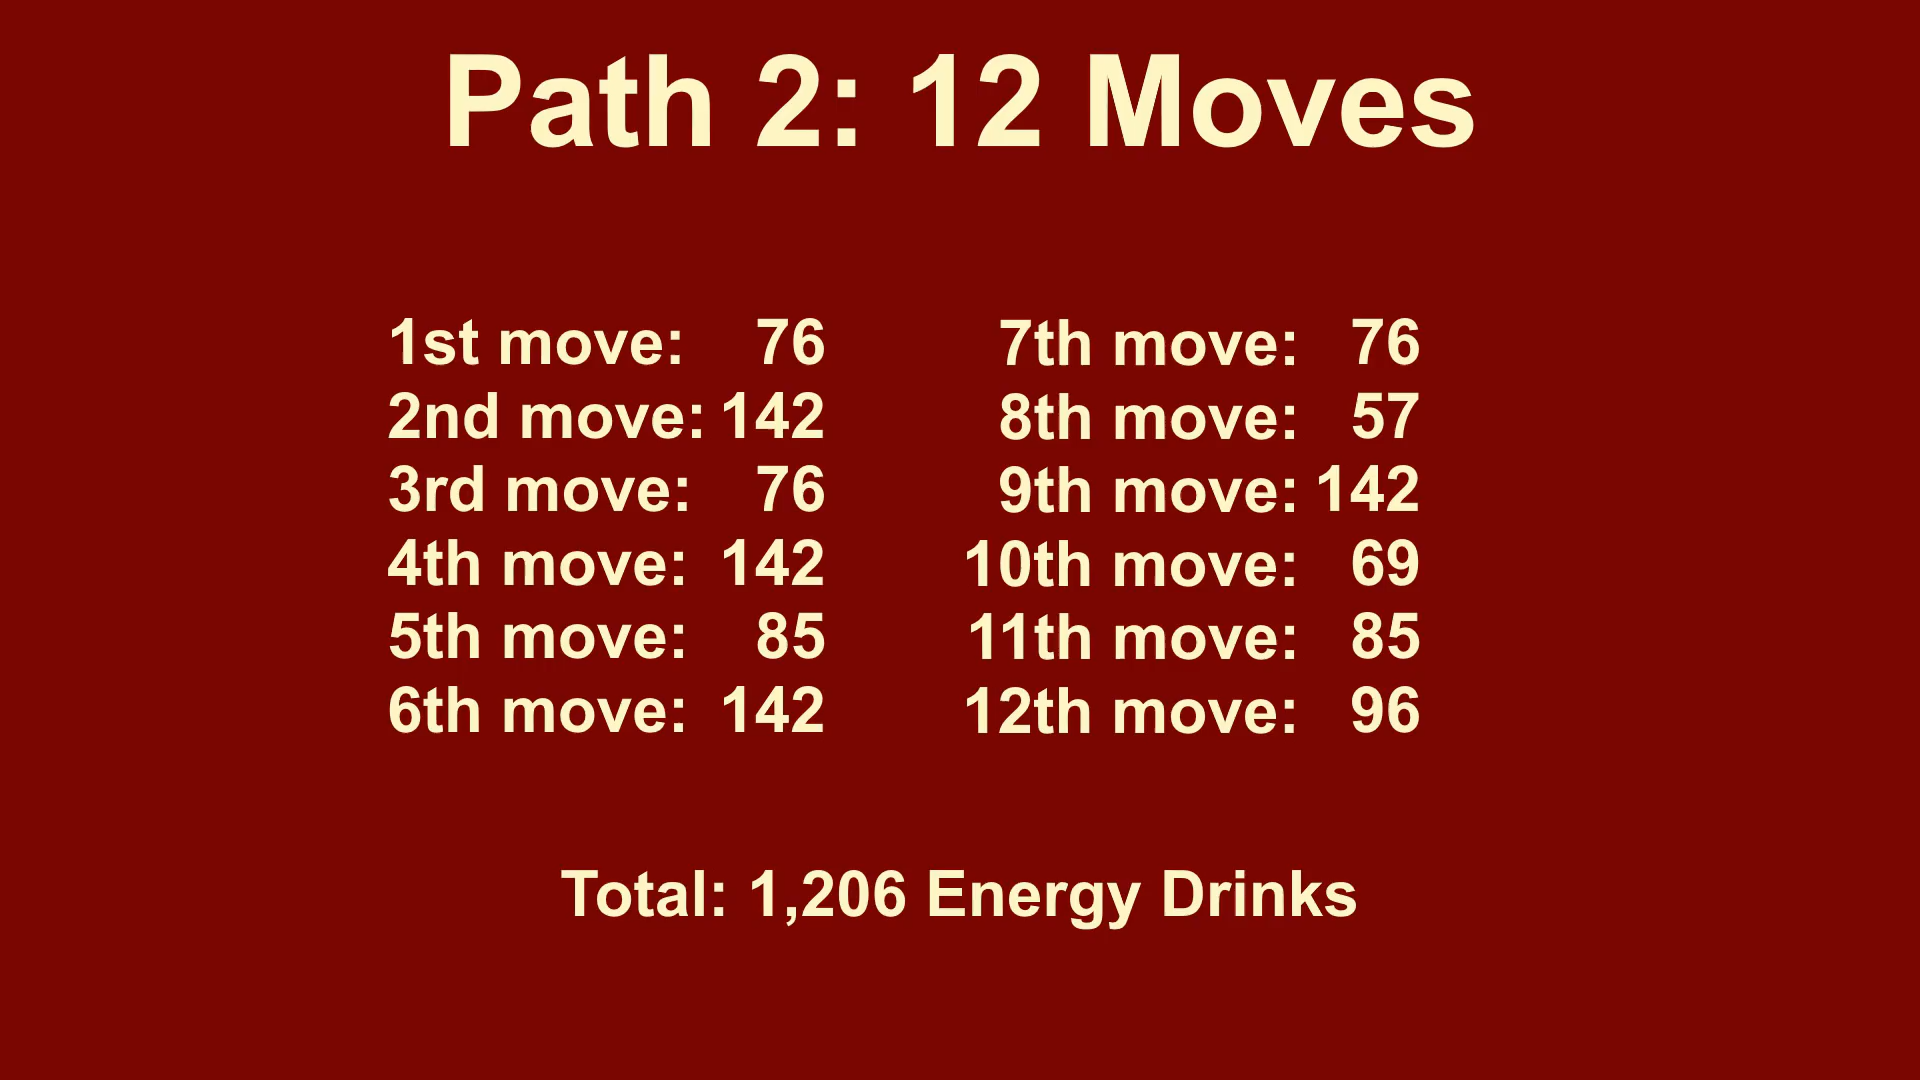 Path 2: 12 Moves
1st move: 76
2nd move: 142
3rd move: 76
4th move: 142
5th move: 85
6th move: 142
7th move: 76
8th move: 57
9th move: 142
10th move: 69
11th move: 85
12th move: 96
Total: 1,206 Energy Drinks